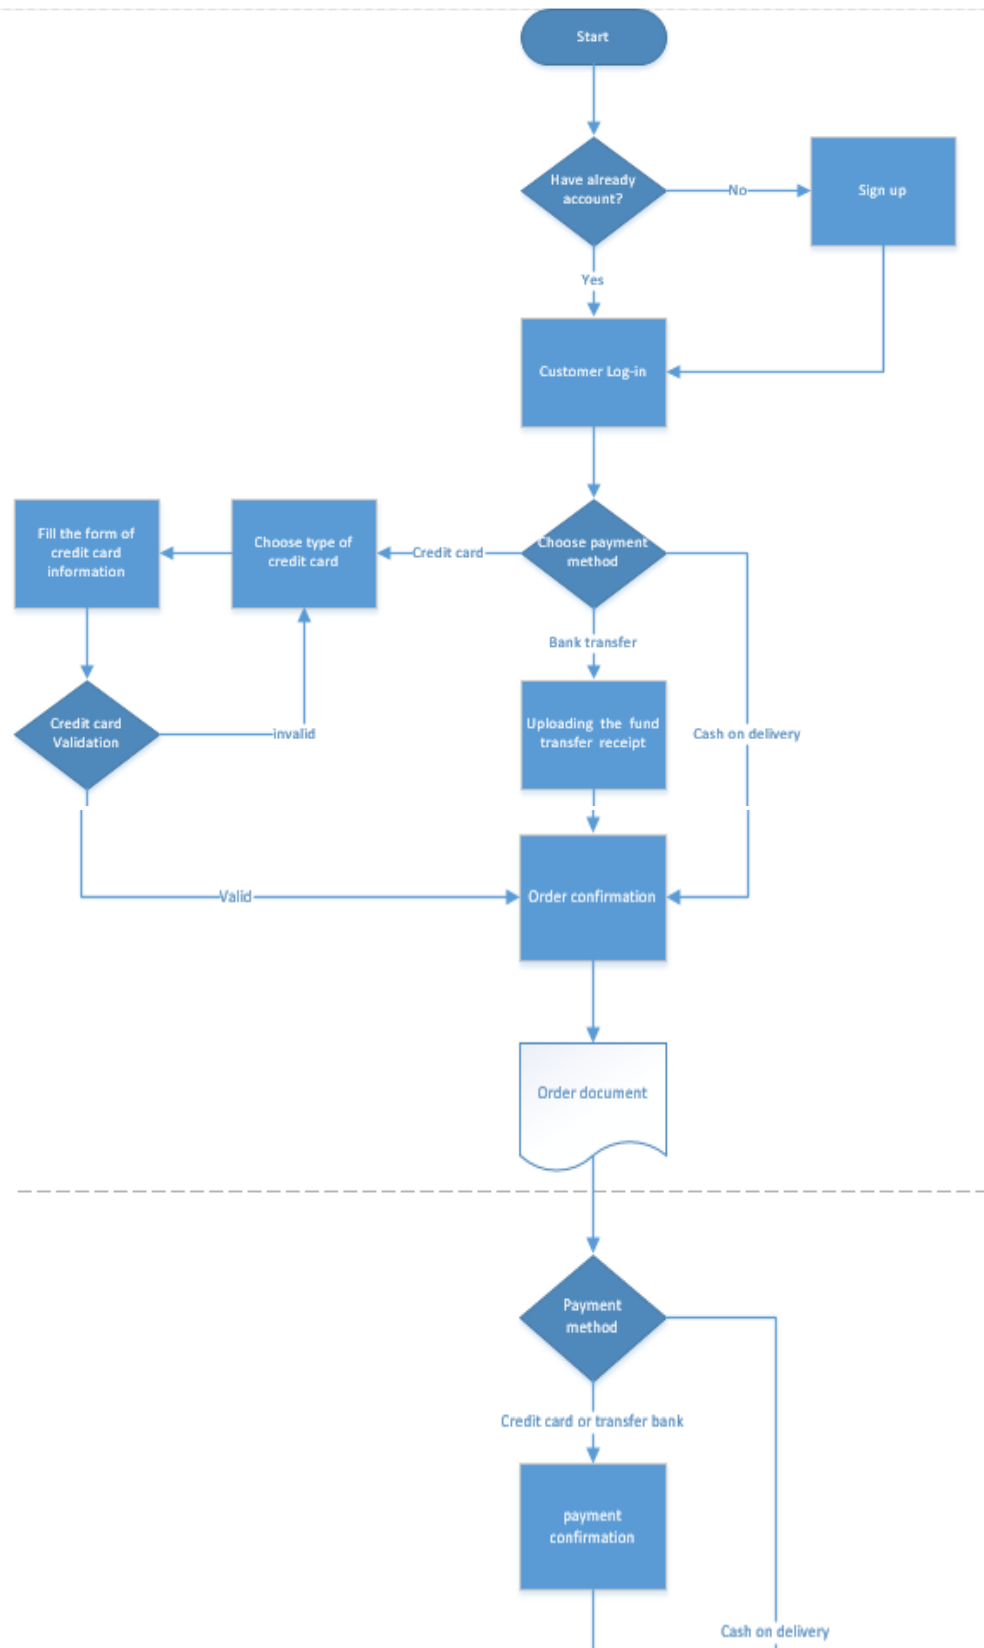 Start
Have already
account?
No
Sign up
Yes
Customer Log-in
Fill the form of
credit card
information
Choose type of
credit card
Credit card
Choose payment
method
Bank transfer
Credit card
Validation
invalid
Uploading the fund
transfer receipt
Cash on delivery
Valid
Order confirmation
Order document
Payment
method
Credit card or transfer bank
payment
confirmation
Cash on delivery